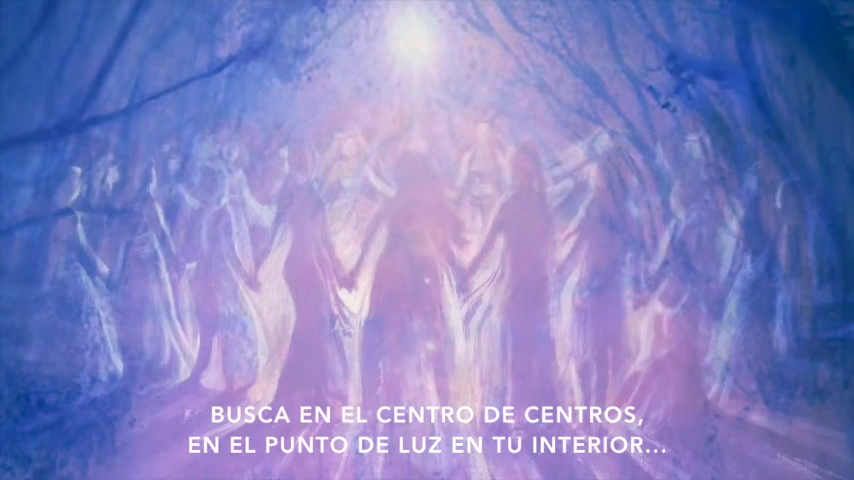 BUSCA EN EL CENTRO DE CENTROS,
EN EL PUNTO DE LUZ EN TU INTERIOR...